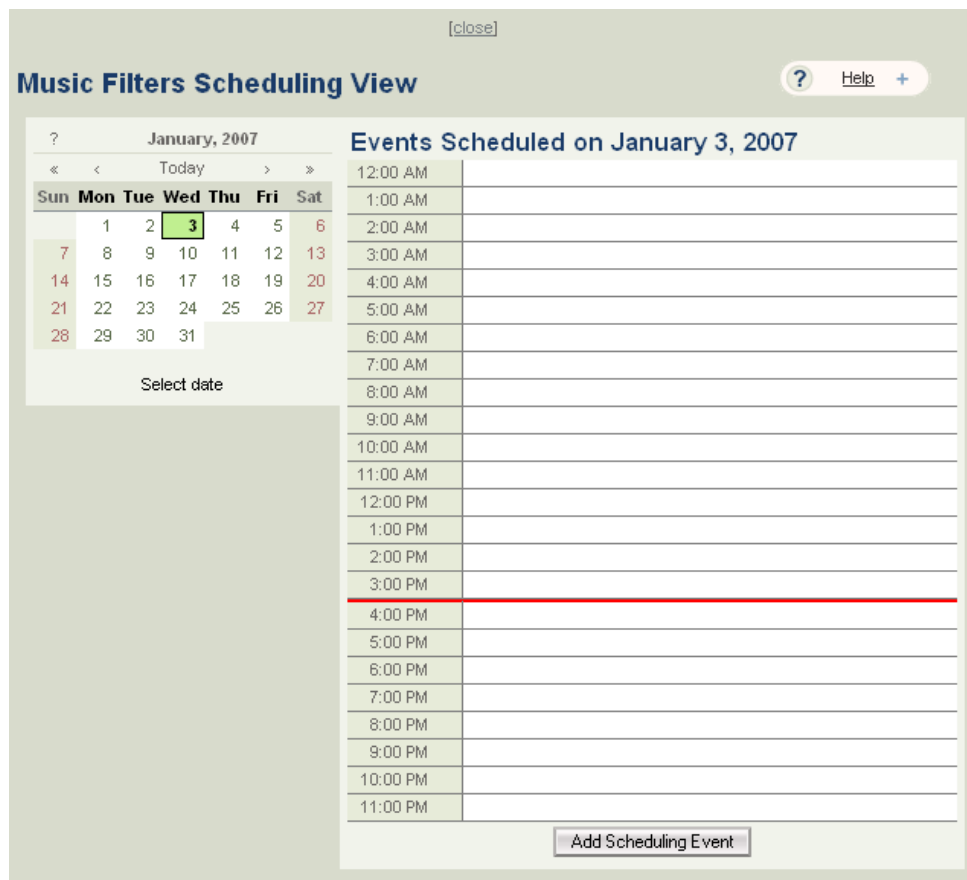 [close]
Music Filters Scheduling View
? Help +
? January, 2007
« ‹ Today › »
Sun Mon Tue Wed Thu Fri Sat
1 2 3 4 5 6
7 8 9 10 11 12 13
14 15 16 17 18 19 20
21 22 23 24 25 26 27
28 29 30 31
Select date
Events Scheduled on January 3, 2007
12:00 AM
1:00 AM
2:00 AM
3:00 AM
4:00 AM
5:00 AM
6:00 AM
7:00 AM
8:00 AM
9:00 AM
10:00 AM
11:00 AM
12:00 PM
1:00 PM
2:00 PM
3:00 PM
4:00 PM
5:00 PM
6:00 PM
7:00 PM
8:00 PM
9:00 PM
10:00 PM
11:00 PM
Add Scheduling Event